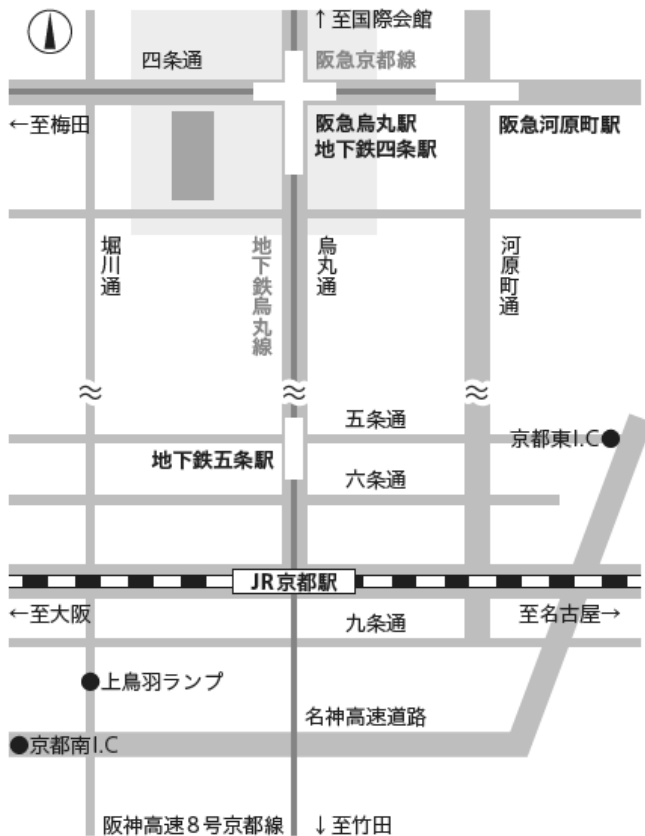 ↑至国際会館
四条通
阪急京都線
←至梅田
阪急烏丸駅
地下鉄四条駅
阪急河原町駅
堀川通
地下鉄烏丸線
烏丸通
河原町通
五条通
京都東I.C
地下鉄五条駅
六条通
JR京都駅
←至大阪
九条通
至名古屋→
上鳥羽ランプ
名神高速道路
京都南I.C
阪神高速8号京都線
↓至竹田